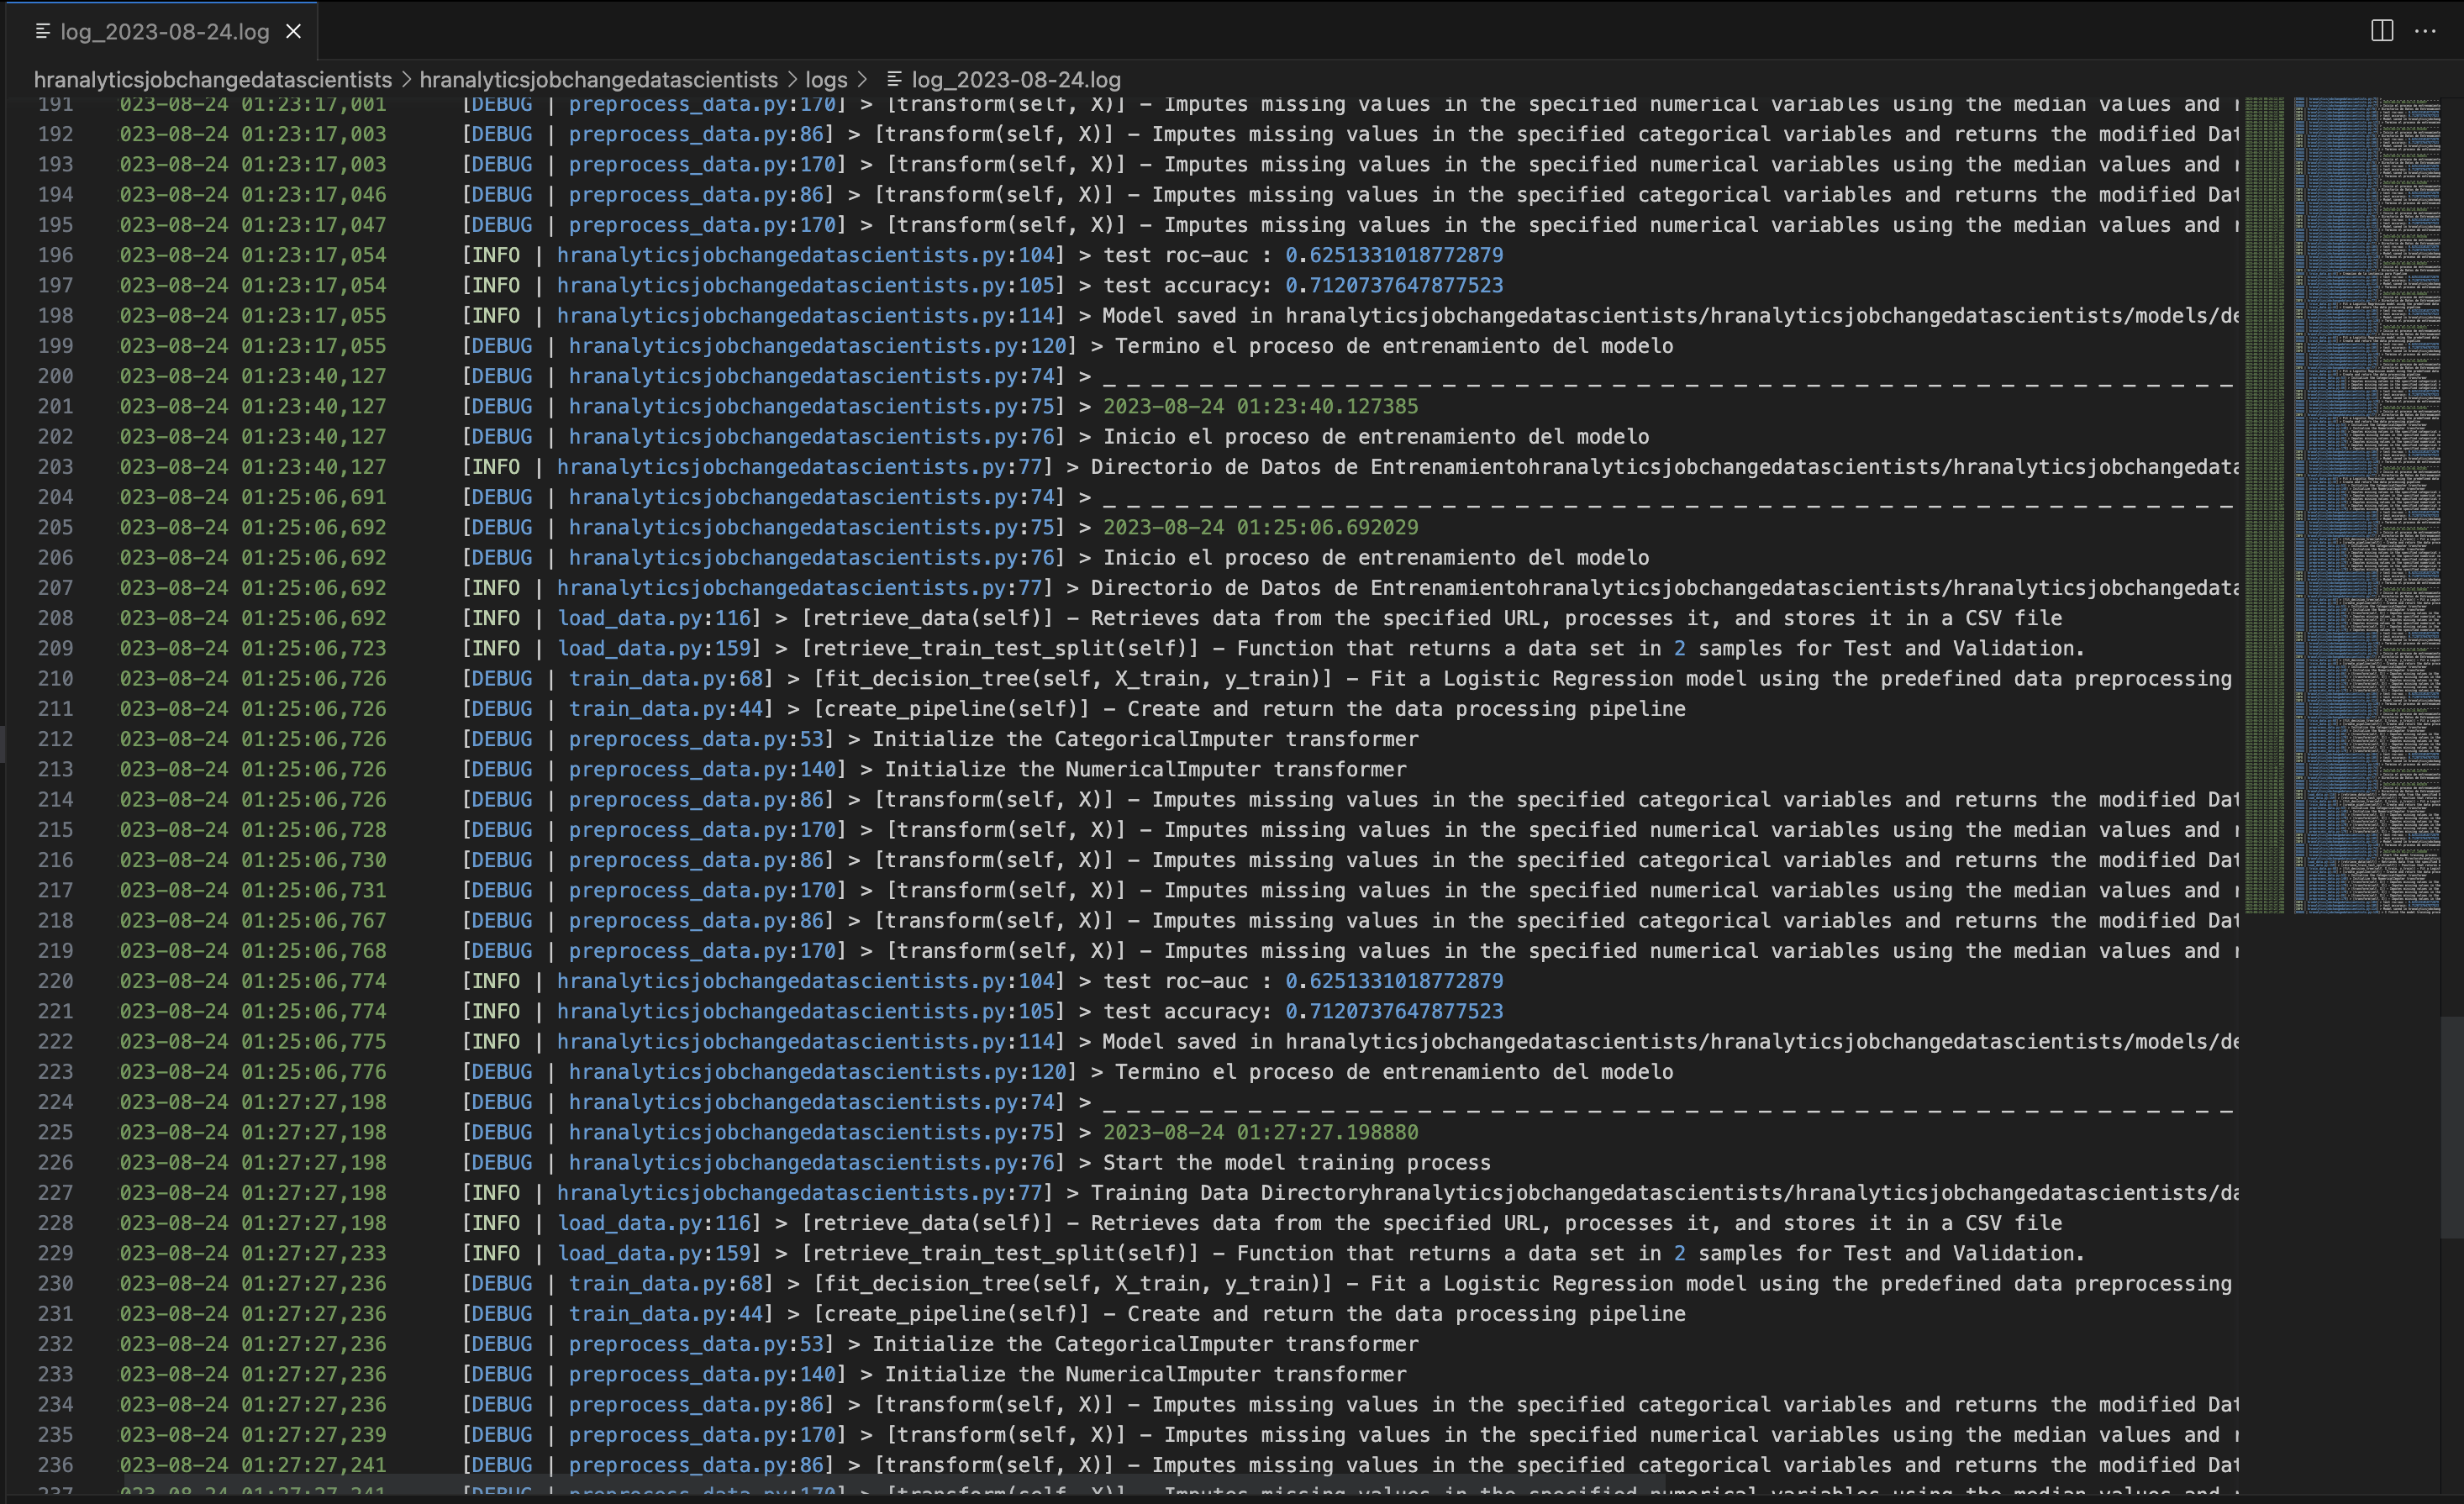 log_2023-08-24.log
hranalyticsjobchangedatascientists > hranalyticsjobchangedatascientists > logs > log_2023-08-24.log
191 023-08-24 01:23:17,001 [DEBUG | preprocess_data.py:170] > [transform(self, X)] - Imputes missing values in the specified numerical variables using the median values and
192 023-08-24 01:23:17,003 [DEBUG | preprocess_data.py:86] > [transform(self, X)] - Imputes missing values in the specified categorical variables and returns the modified Dat
193 023-08-24 01:23:17,003 [DEBUG | preprocess_data.py:170] > [transform(self, X)] - Imputes missing values in the specified numerical variables using the median values and
194 023-08-24 01:23:17,046 [DEBUG | preprocess_data.py:86] > [transform(self, X)] - Imputes missing values in the specified categorical variables and returns the modified Dat
195 023-08-24 01:23:17,047 [DEBUG | preprocess_data.py:170] > [transform(self, X)] - Imputes missing values in the specified numerical variables using the median values and
196 023-08-24 01:23:17,054 [INFO | hranalyticsjobchangedatascientists.py:104] > test roc-auc : 0.6251331018772879
197 023-08-24 01:23:17,054 [INFO | hranalyticsjobchangedatascientists.py:105] > test accuracy: 0.7120737647877523
198 023-08-24 01:23:17,055 [INFO | hranalyticsjobchangedatascientists.py:114] > Model saved in hranalyticsjobchangedatascientists/hranalyticsjobchangedatascientists/models/de
199 023-08-24 01:23:17,055 [DEBUG | hranalyticsjobchangedatascientists.py:120] > Termino el proceso de entrenamiento del modelo
200 023-08-24 01:23:40,127 [DEBUG | hranalyticsjobchangedatascientists.py:74] > _ _ _ _ _ _ _ _ _ _ _ _ _ _ _ _ _ _ _ _ _ _ _ _ _ _ _ _ _ _ _ _ _ _ _ _ _ _ _ _ _ _ _ _ _ _ _
201 023-08-24 01:23:40,127 [DEBUG | hranalyticsjobchangedatascientists.py:75] > 2023-08-24 01:23:40.127385
202 023-08-24 01:23:40,127 [DEBUG | hranalyticsjobchangedatascientists.py:76] > Inicio el proceso de entrenamiento del modelo
203 023-08-24 01:23:40,127 [INFO | hranalyticsjobchangedatascientists.py:77] > Directorio de Datos de Entrenamientohranalyticsjobchangedatascientists/hranalyticsjobchangedata
204 023-08-24 01:25:06,691 [DEBUG | hranalyticsjobchangedatascientists.py:74] > _ _ _ _ _ _ _ _ _ _ _ _ _ _ _ _ _ _ _ _ _ _ _ _ _ _ _ _ _ _ _ _ _ _ _ _ _ _ _ _ _ _ _ _ _ _ _
205 023-08-24 01:25:06,692 [DEBUG | hranalyticsjobchangedatascientists.py:75] > 2023-08-24 01:25:06.692029
206 023-08-24 01:25:06,692 [DEBUG | hranalyticsjobchangedatascientists.py:76] > Inicio el proceso de entrenamiento del modelo
207 023-08-24 01:25:06,692 [INFO | hranalyticsjobchangedatascientists.py:77] > Directorio de Datos de Entrenamientohranalyticsjobchangedatascientists/hranalyticsjobchangedata
208 023-08-24 01:25:06,692 [INFO | load_data.py:116] > [retrieve_data(self)] - Retrieves data from the specified URL, processes it, and stores it in a CSV file
209 023-08-24 01:25:06,723 [INFO | load_data.py:159] > [retrieve_train_test_split(self)] - Function that returns a data set in 2 samples for Test and Validation.
210 023-08-24 01:25:06,726 [DEBUG | train_data.py:68] > [fit_decision_tree(self, X_train, y_train)] - Fit a Logistic Regression model using the predefined data preprocessing
211 023-08-24 01:25:06,726 [DEBUG | train_data.py:44] > [create_pipeline(self)] - Create and return the data processing pipeline
212 023-08-24 01:25:06,726 [DEBUG | preprocess_data.py:53] > Initialize the CategoricalImputer transformer
213 023-08-24 01:25:06,726 [DEBUG | preprocess_data.py:140] > Initialize the NumericalImputer transformer
214 023-08-24 01:25:06,726 [DEBUG | preprocess_data.py:86] > [transform(self, X)] - Imputes missing values in the specified categorical variables and returns the modified Dat
215 023-08-24 01:25:06,728 [DEBUG | preprocess_data.py:170] > [transform(self, X)] - Imputes missing values in the specified numerical variables using the median values and
216 023-08-24 01:25:06,730 [DEBUG | preprocess_data.py:86] > [transform(self, X)] - Imputes missing values in the specified categorical variables and returns the modified Dat
217 023-08-24 01:25:06,731 [DEBUG | preprocess_data.py:170] > [transform(self, X)] - Imputes missing values in the specified numerical variables using the median values and
218 023-08-24 01:25:06,767 [DEBUG | preprocess_data.py:86] > [transform(self, X)] - Imputes missing values in the specified categorical variables and returns the modified Dat
219 023-08-24 01:25:06,768 [DEBUG | preprocess_data.py:170] > [transform(self, X)] - Imputes missing values in the specified numerical variables using the median values and
220 023-08-24 01:25:06,774 [INFO | hranalyticsjobchangedatascientists.py:104] > test roc-auc : 0.6251331018772879
221 023-08-24 01:25:06,774 [INFO | hranalyticsjobchangedatascientists.py:105] > test accuracy: 0.7120737647877523
222 023-08-24 01:25:06,775 [INFO | hranalyticsjobchangedatascientists.py:114] > Model saved in hranalyticsjobchangedatascientists/hranalyticsjobchangedatascientists/models/de
223 023-08-24 01:25:06,776 [DEBUG | hranalyticsjobchangedatascientists.py:120] > Termino el proceso de entrenamiento del modelo
224 023-08-24 01:27:27,198 [DEBUG | hranalyticsjobchangedatascientists.py:74] > _ _ _ _ _ _ _ _ _ _ _ _ _ _ _ _ _ _ _ _ _ _ _ _ _ _ _ _ _ _ _ _ _ _ _ _ _ _ _ _ _ _ _ _ _ _ _
225 023-08-24 01:27:27,198 [DEBUG | hranalyticsjobchangedatascientists.py:75] > 2023-08-24 01:27:27.198880
226 023-08-24 01:27:27,198 [DEBUG | hranalyticsjobchangedatascientists.py:76] > Start the model training process
227 023-08-24 01:27:27,198 [INFO | hranalyticsjobchangedatascientists.py:77] > Training Data Directoryhranalyticsjobchangedatascientists/hranalyticsjobchangedatascientists/da
228 023-08-24 01:27:27,198 [INFO | load_data.py:116] > [retrieve_data(self)] - Retrieves data from the specified URL, processes it, and stores it in a CSV file
229 023-08-24 01:27:27,233 [INFO | load_data.py:159] > [retrieve_train_test_split(self)] - Function that returns a data set in 2 samples for Test and Validation.
230 023-08-24 01:27:27,236 [DEBUG | train_data.py:68] > [fit_decision_tree(self, X_train, y_train)] - Fit a Logistic Regression model using the predefined data preprocessing
231 023-08-24 01:27:27,236 [DEBUG | train_data.py:44] > [create_pipeline(self)] - Create and return the data processing pipeline
232 023-08-24 01:27:27,236 [DEBUG | preprocess_data.py:53] > Initialize the CategoricalImputer transformer
233 023-08-24 01:27:27,236 [DEBUG | preprocess_data.py:140] > Initialize the NumericalImputer transformer
234 023-08-24 01:27:27,236 [DEBUG | preprocess_data.py:86] > [transform(self, X)] - Imputes missing values in the specified categorical variables and returns the modified Dat
235 023-08-24 01:27:27,239 [DEBUG | preprocess_data.py:170] > [transform(self, X)] - Imputes missing values in the specified numerical variables using the median values and
236 023-08-24 01:27:27,241 [DEBUG | preprocess_data.py:86] > [transform(self, X)] - Imputes missing values in the specified categorical variables and returns the modified Dat
237 023-08-24 01:27:27,241 [DEBUG | preprocess_data.py:170] > [transform(self, X)] - Imputes missing values in the specified numerical variables using the median values and